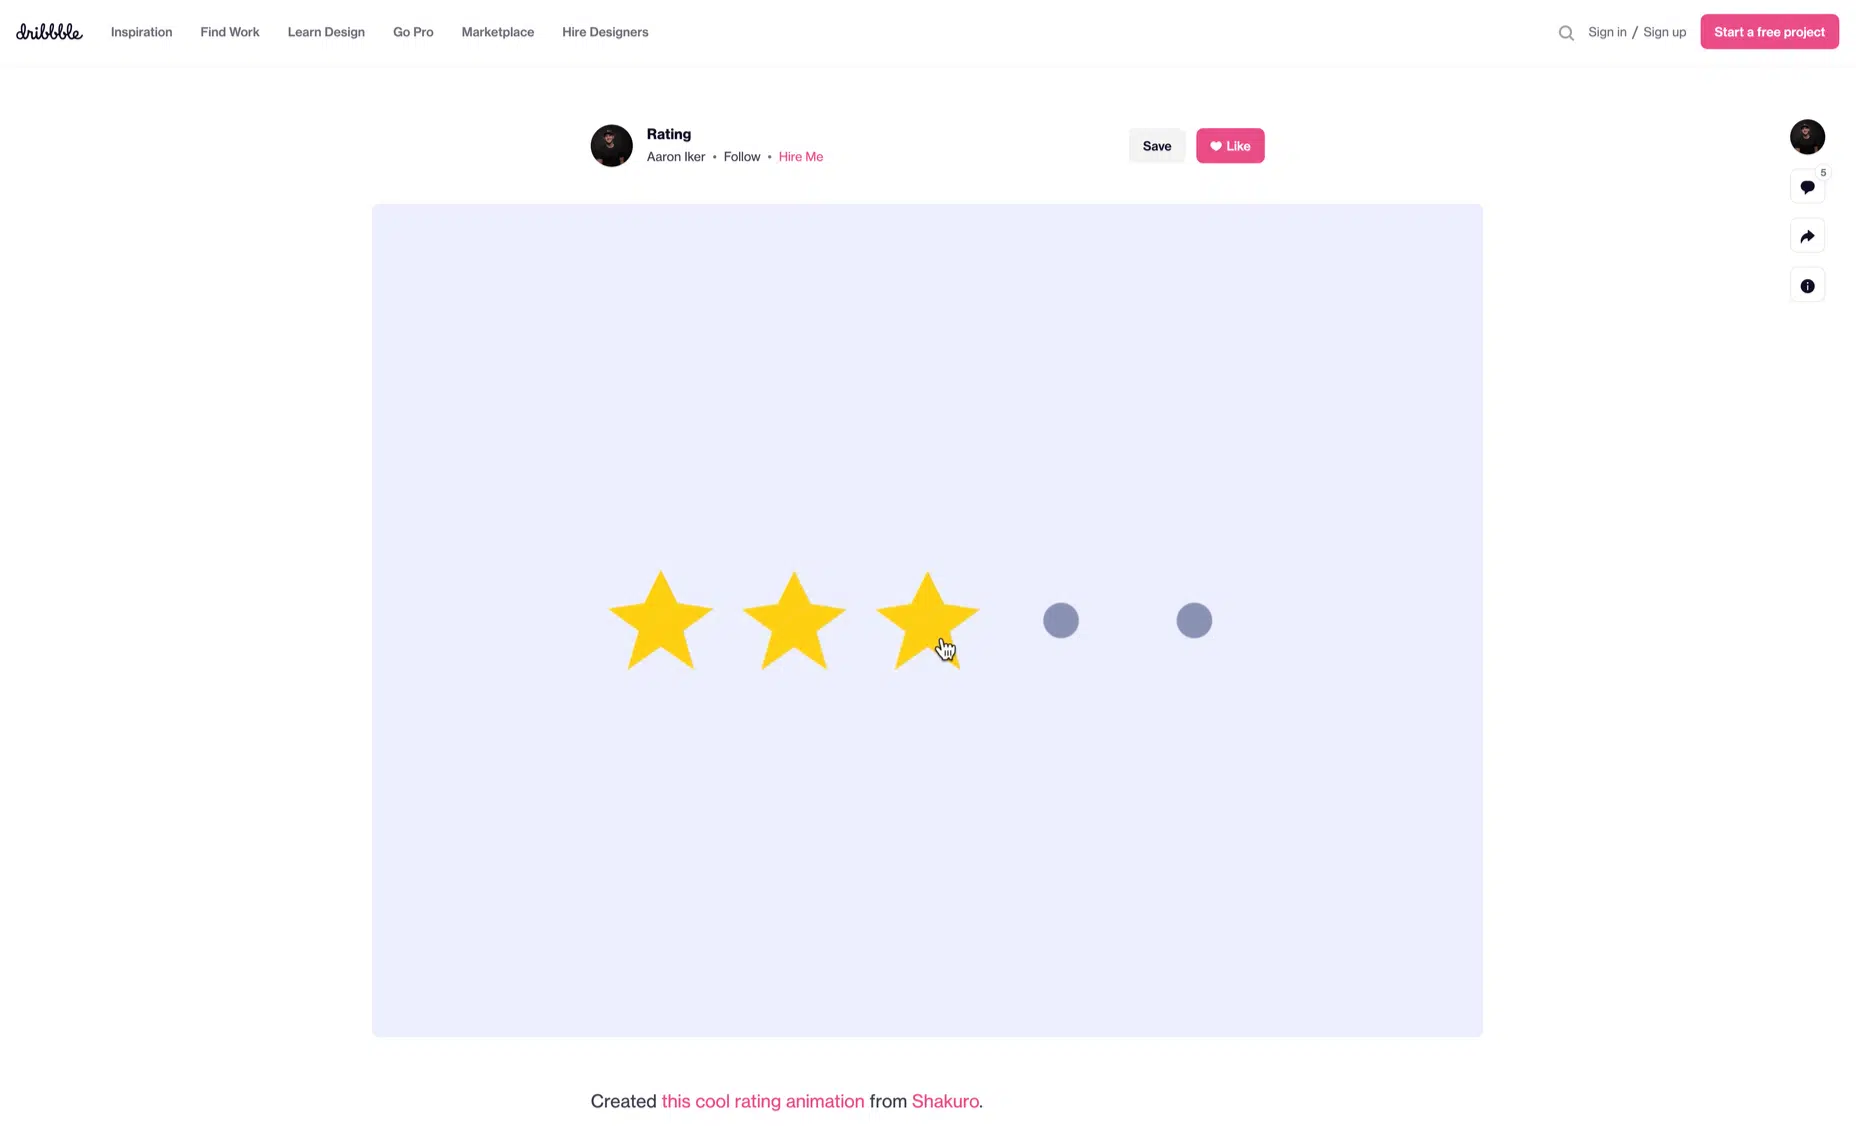 dribbble Inspiration Find Work Learn Design Go Pro Marketplace Hire Designers Sign in / Sign up Start a free project
Rating
Aaron Iker • Follow • Hire Me
Save Like
5
Created this cool rating animation from Shakuro.